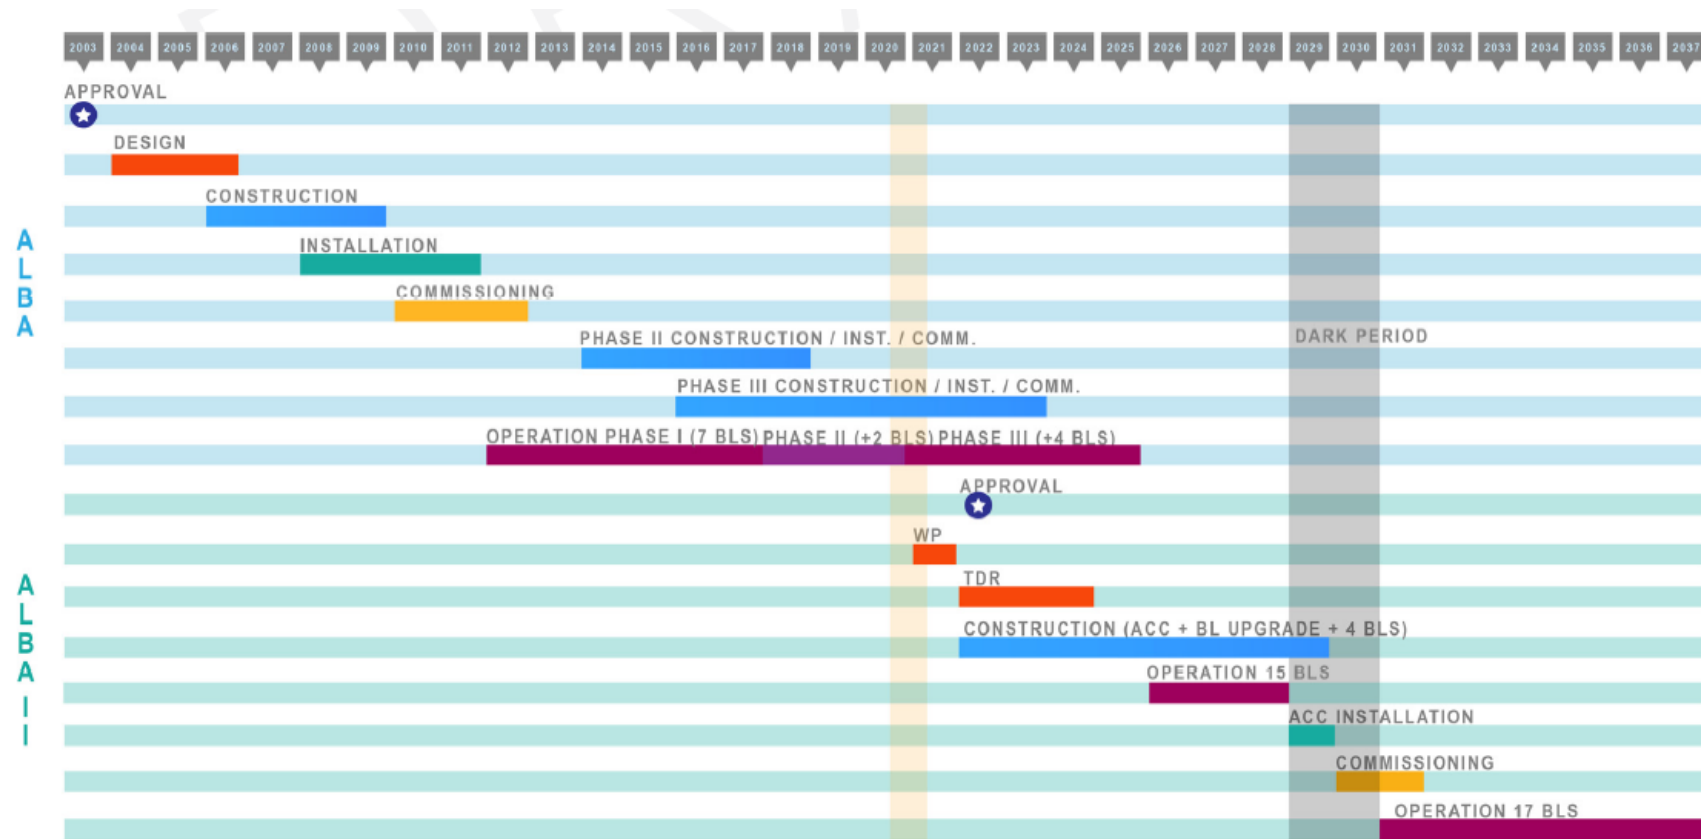 2003 2004 2005 2006 2007 2008 2009 2010 2011 2012 2013 2014 2015 2016 2017 2018 2019 2020 2021 2022 2023 2024 2025 2026 2027 2028 2029 2030 2031 2032 2033 2034 2035 2036 2037
ALBA
APPROVAL
DESIGN
CONSTRUCTION
INSTALLATION
COMMISSIONING
PHASE II CONSTRUCTION / INST. / COMM.
DARK PERIOD
PHASE III CONSTRUCTION / INST. / COMM.
OPERATION PHASE I (7 BLS) PHASE II (+2 BLS) PHASE III (+4 BLS)
ALBA II
APPROVAL
WP
TDR
CONSTRUCTION (ACC + BL UPGRADE + 4 BLS)
OPERATION 15 BLS
ACC INSTALLATION
COMMISSIONING
OPERATION 17 BLS